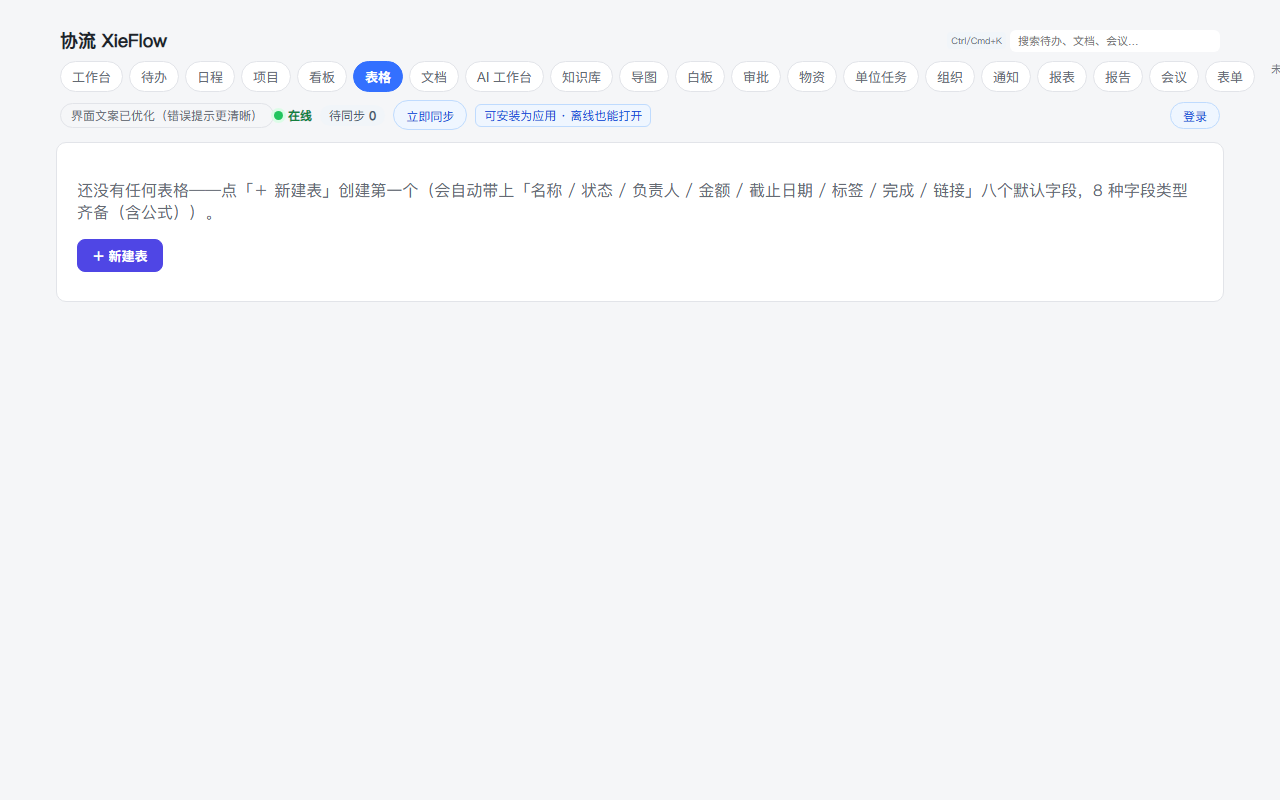 协流 XieFlow
Ctrl/Cmd+K 搜索待办、文档、会议...
工作台 待办 日程 项目 看板 表格 文档 AI 工作台 知识库 导图 白板 审批 物资 单位任务 组织 通知 报表 报告 会议 表单 未
界面文案已优化（错误提示更清晰） 在线 待同步 0 立即同步 可安装为应用 · 离线也能打开 登录
还没有任何表格——点「＋ 新建表」创建第一个（会自动带上「名称 / 状态 / 负责人 / 金额 / 截止日期 / 标签 / 完成 / 链接」八个默认字段，8 种字段类型
齐备（含公式））。
＋ 新建表